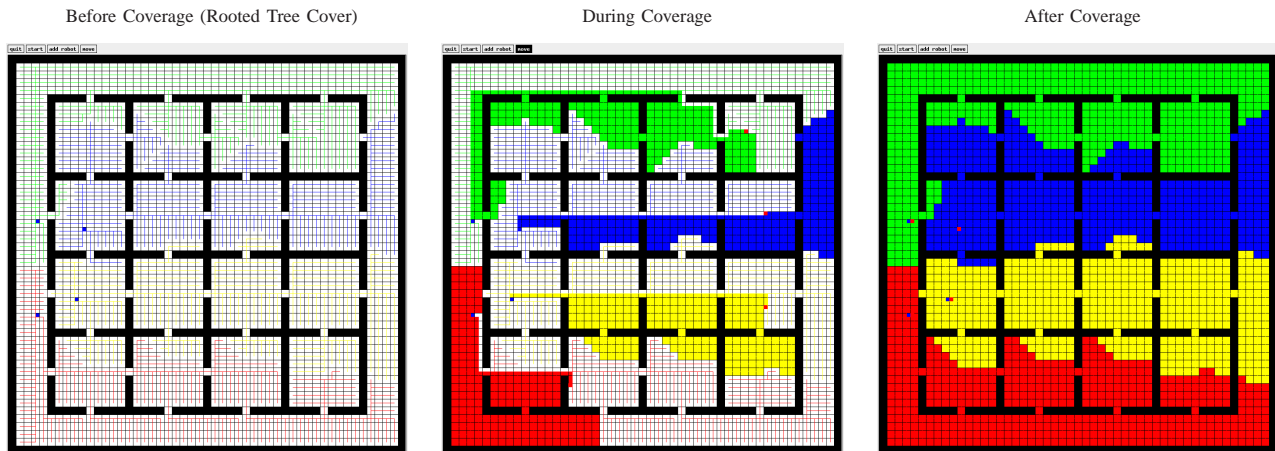 Before Coverage (Rooted Tree Cover)
During Coverage
After Coverage
quit start add robot move
quit start add robot move
quit start add robot move